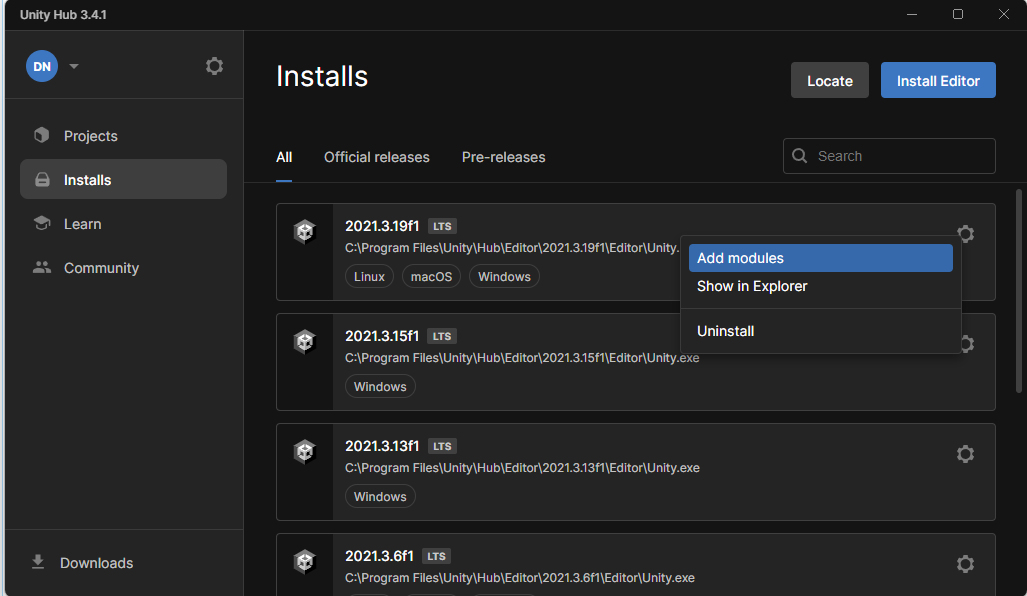 Unity Hub 3.4.1
DN
Installs
Locate
Install Editor
Projects
Installs
Learn
Community
Downloads
All
Official releases
Pre-releases
Search
2021.3.19f1 LTS
C:\Program Files\Unity\Hub\Editor\2021.3.19f1\Editor\Unity.
Linux
macOS
Windows
Add modules
Show in Explorer
Uninstall
2021.3.15f1 LTS
C:\Program Files\Unity\Hub\Editor\2021.3.15f1\Editor\Unity.exe
Windows
2021.3.13f1 LTS
C:\Program Files\Unity\Hub\Editor\2021.3.13f1\Editor\Unity.exe
Windows
2021.3.6f1 LTS
C:\Program Files\Unity\Hub\Editor\2021.3.6f1\Editor\Unity.exe